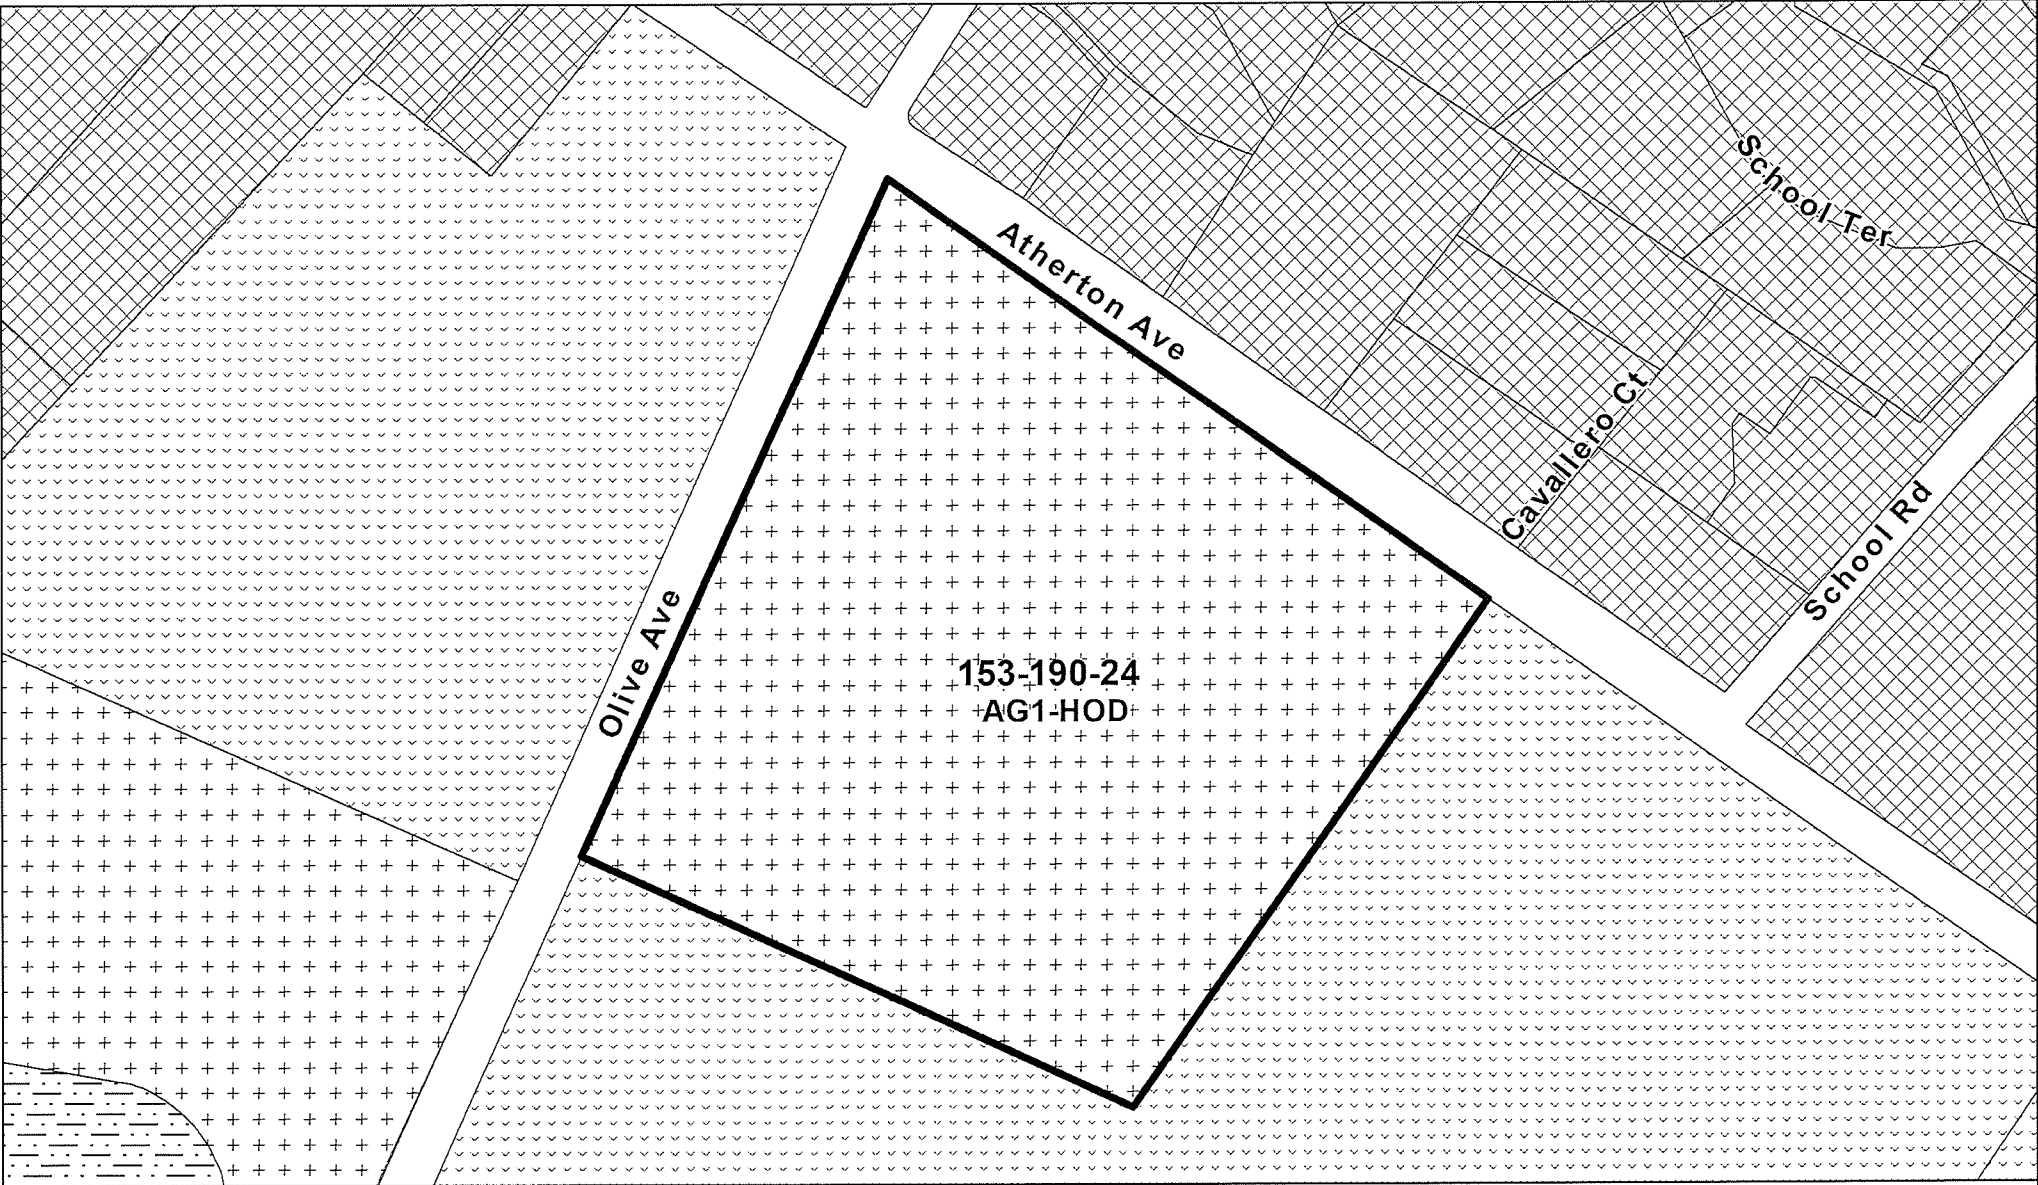 School Ter
Atherton Ave
Cavallero Ct
School Rd
Olive Ave
153-190-24
AG1-HOD